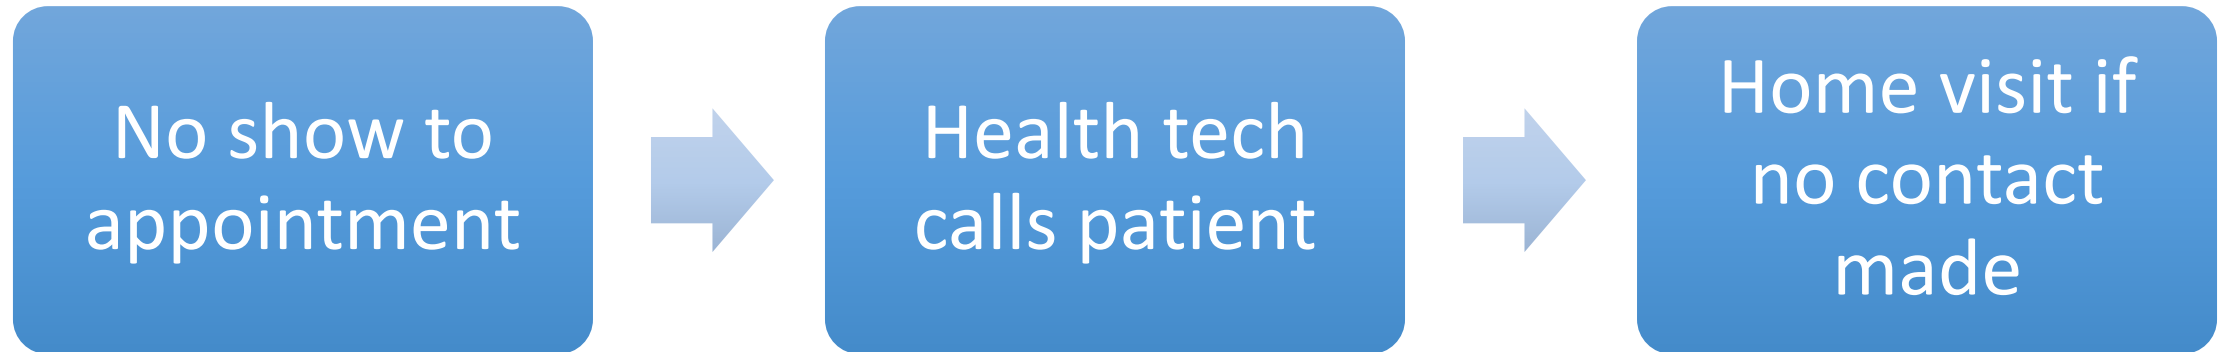 No show to
appointment
Health tech
calls patient
Home visit if
no contact
made